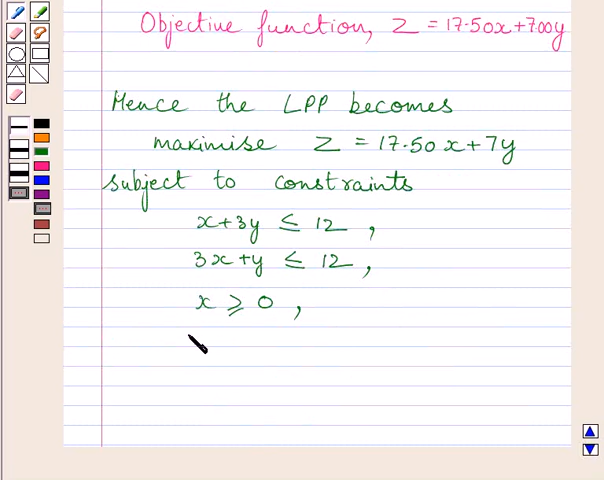 Objective function, Z = 17.50x+7.00y
Hence the LPP becomes
maximise Z = 17.50x+7y
subject to constraints
x+3y ≤ 12 ,
3x+y ≤ 12 ,
x ⩾ 0 ,